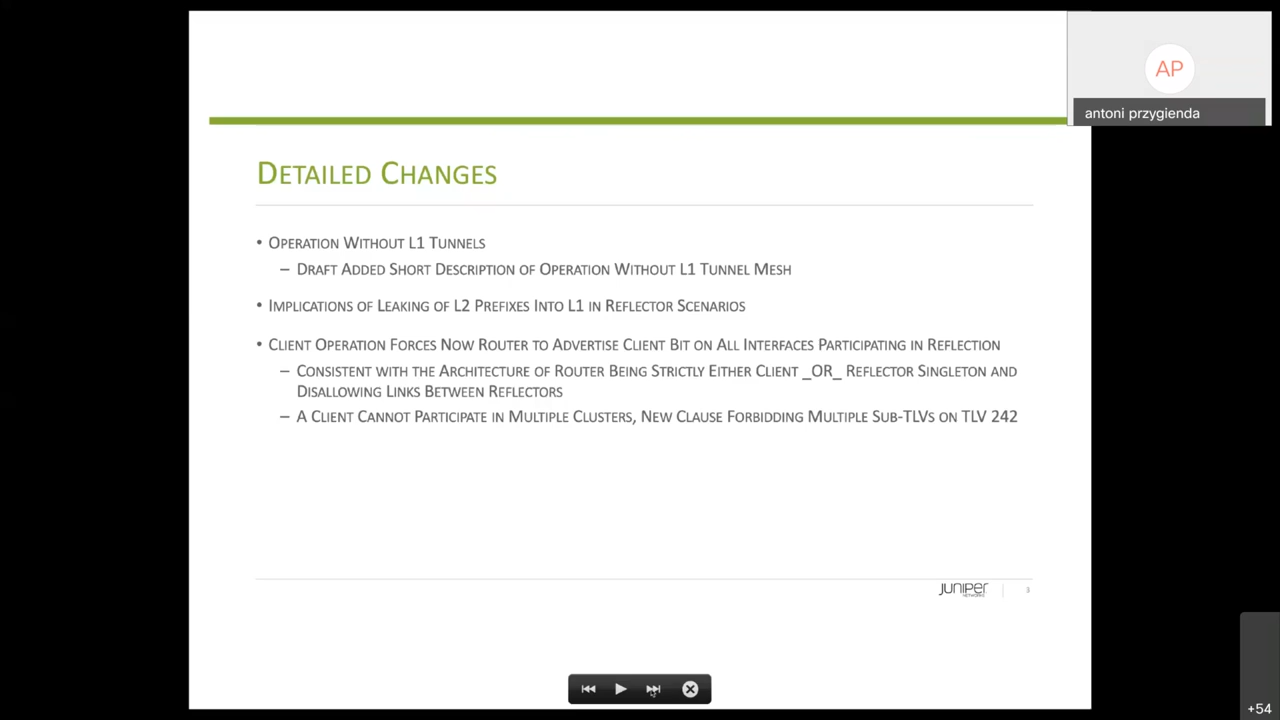 AP
antoni przygienda
DETAILED CHANGES
• OPERATION WITHOUT L1 TUNNELS
– DRAFT ADDED SHORT DESCRIPTION OF OPERATION WITHOUT L1 TUNNEL MESH
• IMPLICATIONS OF LEAKING OF L2 PREFIXES INTO L1 IN REFLECTOR SCENARIOS
• CLIENT OPERATION FORCES NOW ROUTER TO ADVERTISE CLIENT BIT ON ALL INTERFACES PARTICIPATING IN REFLECTION
– CONSISTENT WITH THE ARCHITECTURE OF ROUTER BEING STRICTLY EITHER CLIENT _OR_ REFLECTOR SINGLETON AND
DISALLOWING LINKS BETWEEN REFLECTORS
– A CLIENT CANNOT PARTICIPATE IN MULTIPLE CLUSTERS, NEW CLAUSE FORBIDDING MULTIPLE SUB-TLVS ON TLV 242
JUNIPER
NETWORKS
3
+54